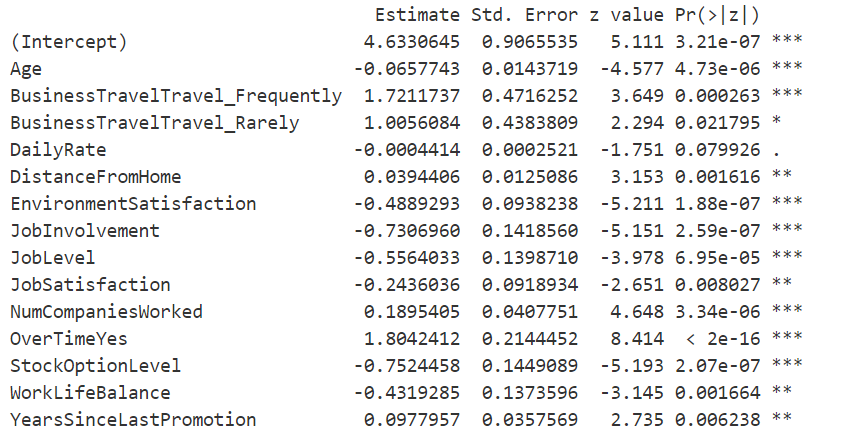 Estimate Std. Error z value Pr(>|z|)
(Intercept) 4.6330645 0.9065535 5.111 3.21e-07 ***
Age -0.0657743 0.0143719 -4.577 4.73e-06 ***
BusinessTravelTravel_Frequently 1.7211737 0.4716252 3.649 0.000263 ***
BusinessTravelTravel_Rarely 1.0056084 0.4383809 2.294 0.021795 *
DailyRate -0.0004414 0.0002521 -1.751 0.079926 .
DistanceFromHome 0.0394406 0.0125086 3.153 0.001616 **
EnvironmentSatisfaction -0.4889293 0.0938238 -5.211 1.88e-07 ***
JobInvolvement -0.7306960 0.1418560 -5.151 2.59e-07 ***
JobLevel -0.5564033 0.1398710 -3.978 6.95e-05 ***
JobSatisfaction -0.2436036 0.0918934 -2.651 0.008027 **
NumCompaniesWorked 0.1895405 0.0407751 4.648 3.34e-06 ***
OverTimeYes 1.8042412 0.2144452 8.414 < 2e-16 ***
StockOptionLevel -0.7524458 0.1449089 -5.193 2.07e-07 ***
WorkLifeBalance -0.4319285 0.1373596 -3.145 0.001664 **
YearsSinceLastPromotion 0.0977957 0.0357569 2.735 0.006238 **